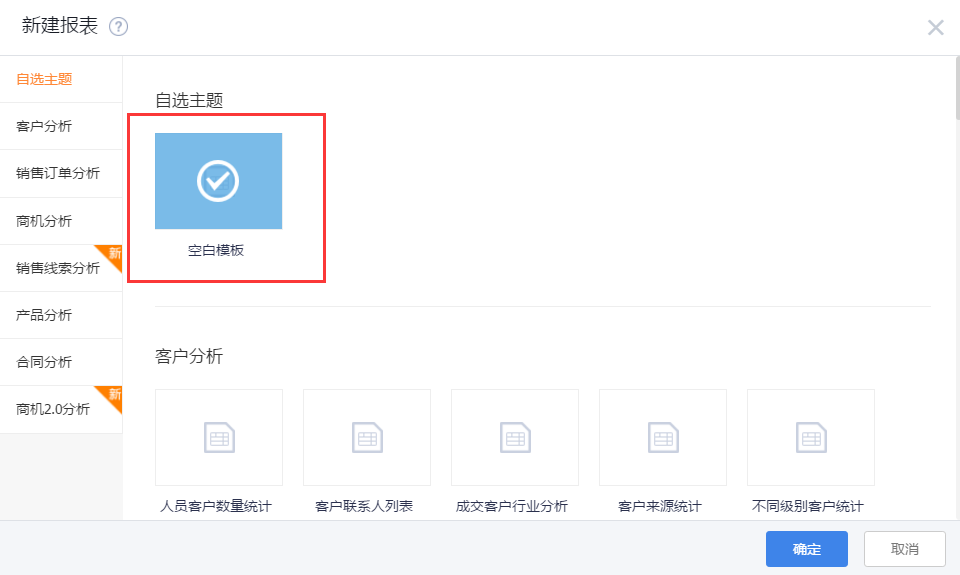 新建报表 ?
自选主题
客户分析
销售订单分析
商机分析
销售线索分析 新
产品分析
合同分析
商机2.0分析 新
自选主题
空白模板
客户分析
人员客户数量统计 客户联系人列表 成交客户行业分析 客户来源统计 不同级别客户统计
确定 取消